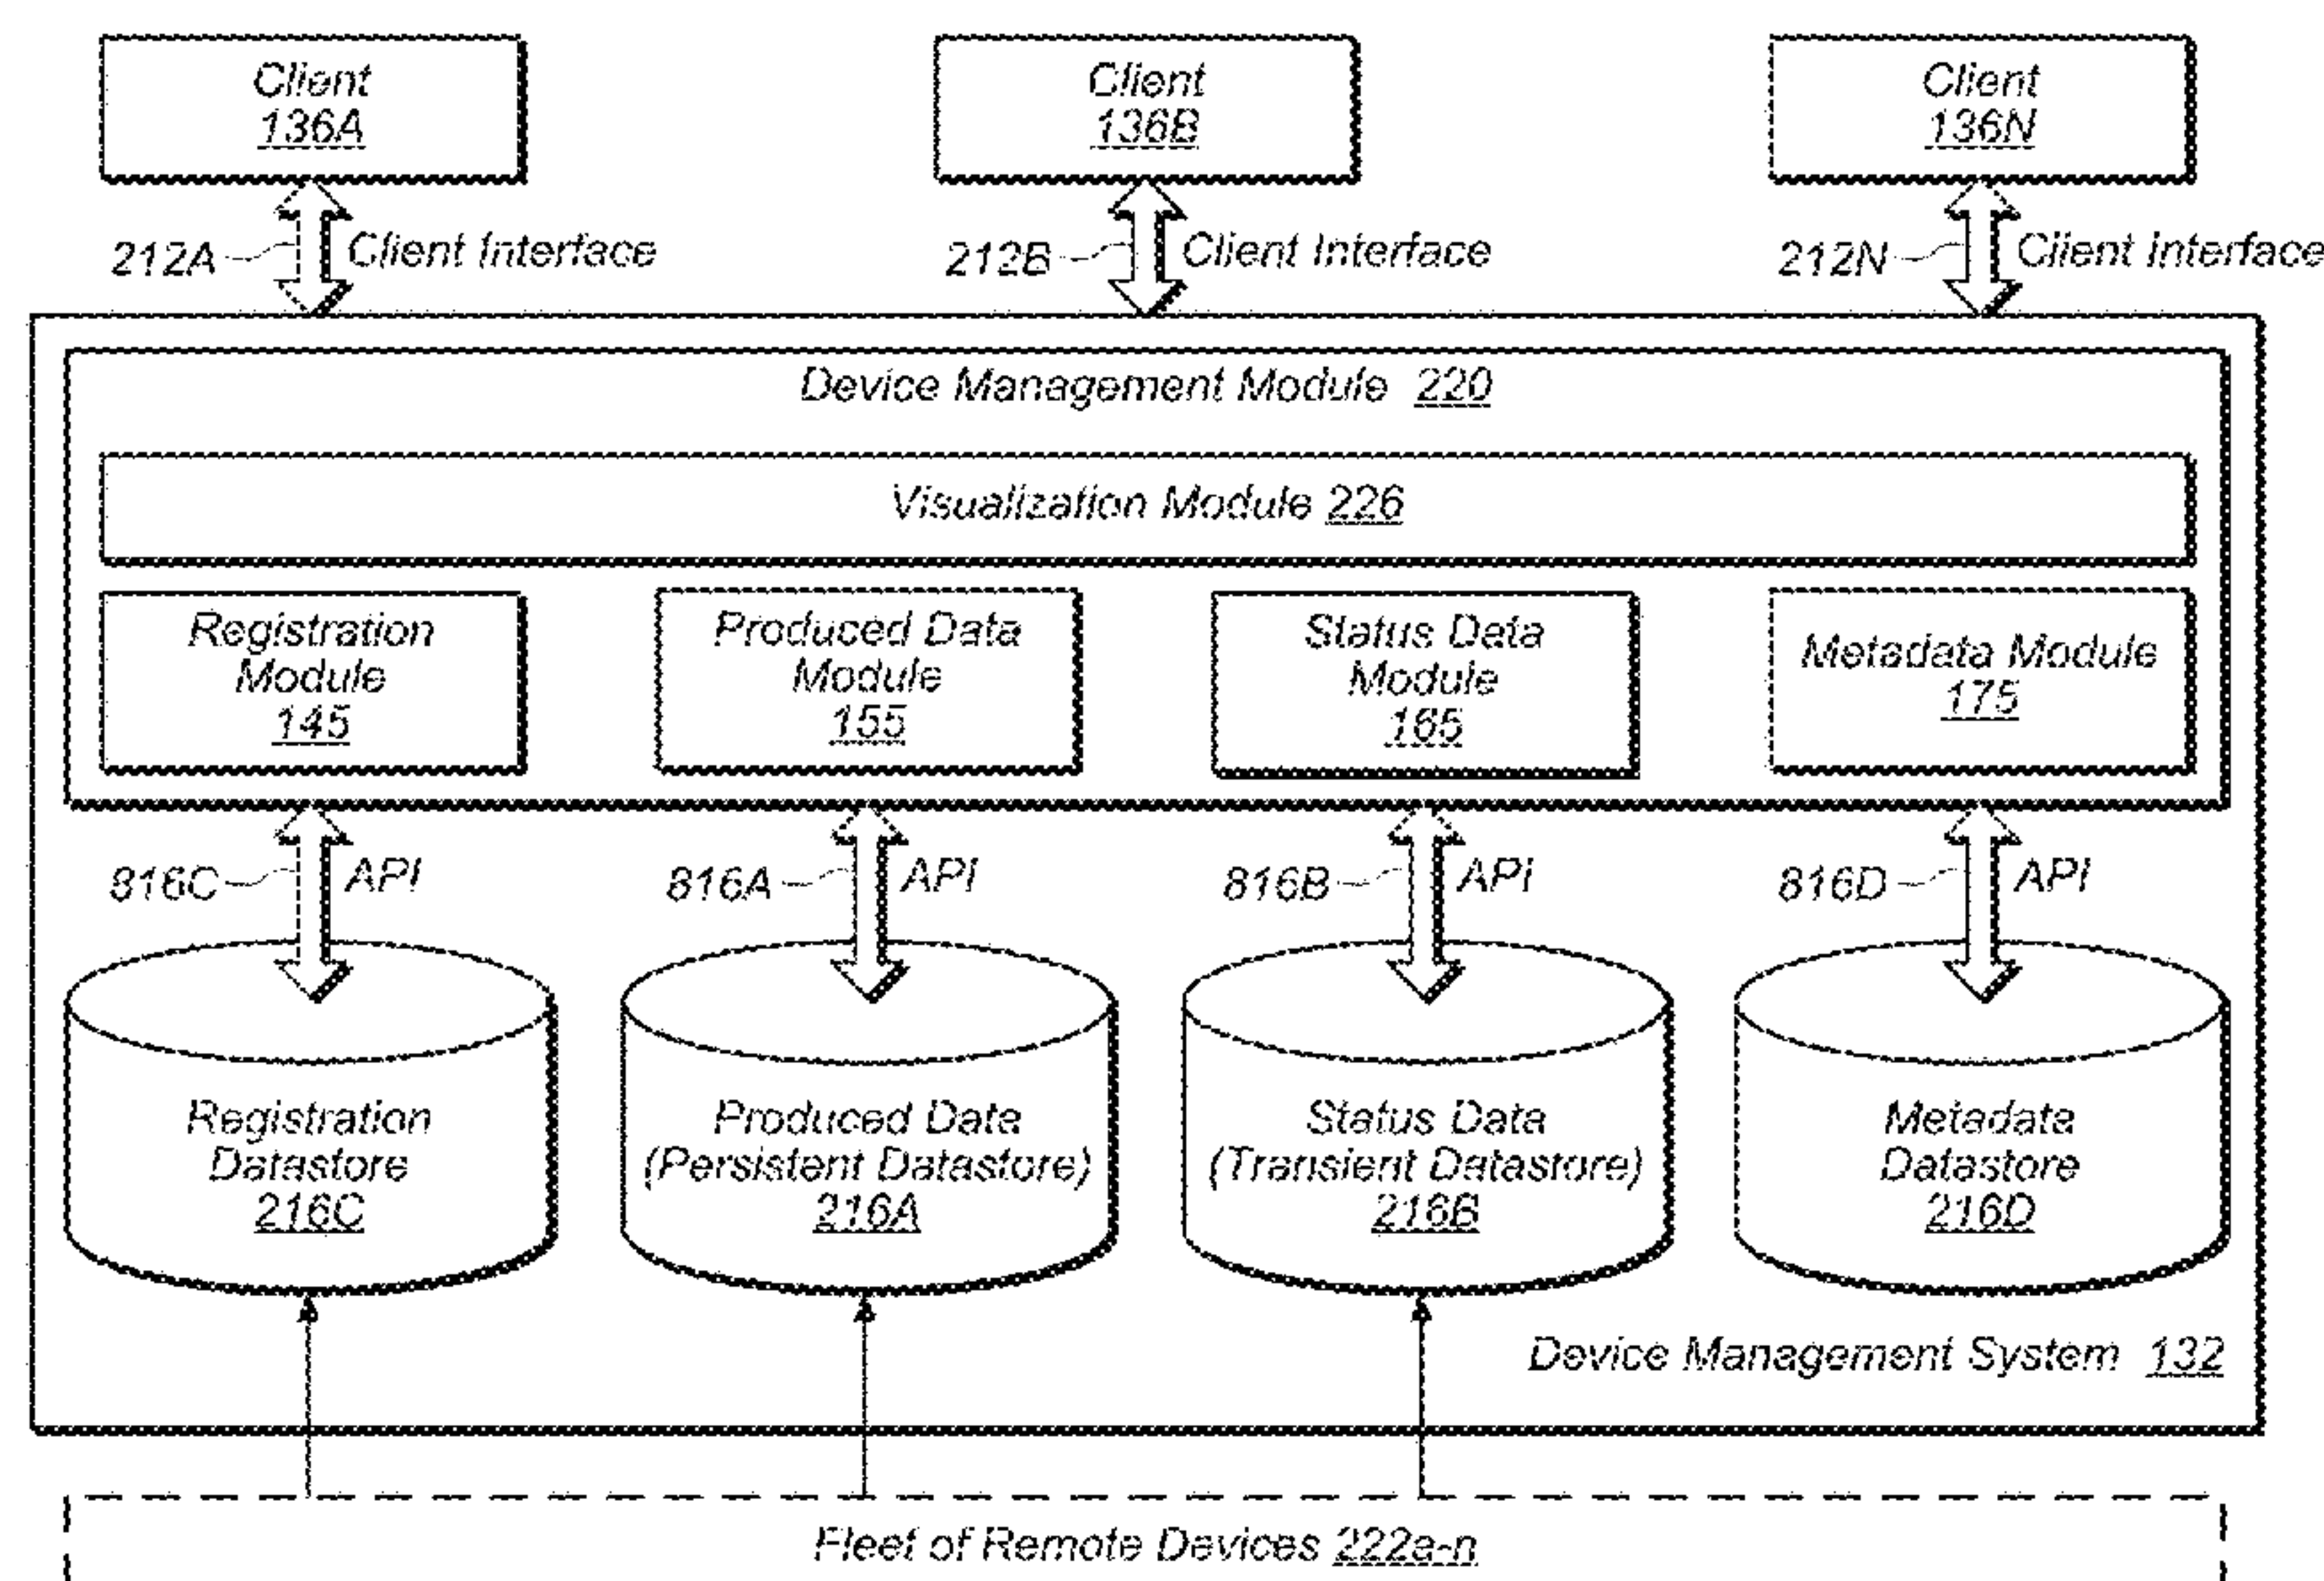 Client
136A
Client
136B
Client
136N
212A
Client Interface
212B
Client Interface
212N
Client Interface
Device Management Module 220
Visualization Module 226
Registration
Module
145
Produced Data
Module
155
Status Data
Module
165
Metadata Module
175
816C
API
816A
API
816B
API
816D
API
Registration
Datastore
216C
Produced Data
(Persistent Datastore)
216A
Status Data
(Transient Datastore)
216B
Metadata
Datastore
216D
Device Management System 132
Fleet of Remote Devices 222a-n